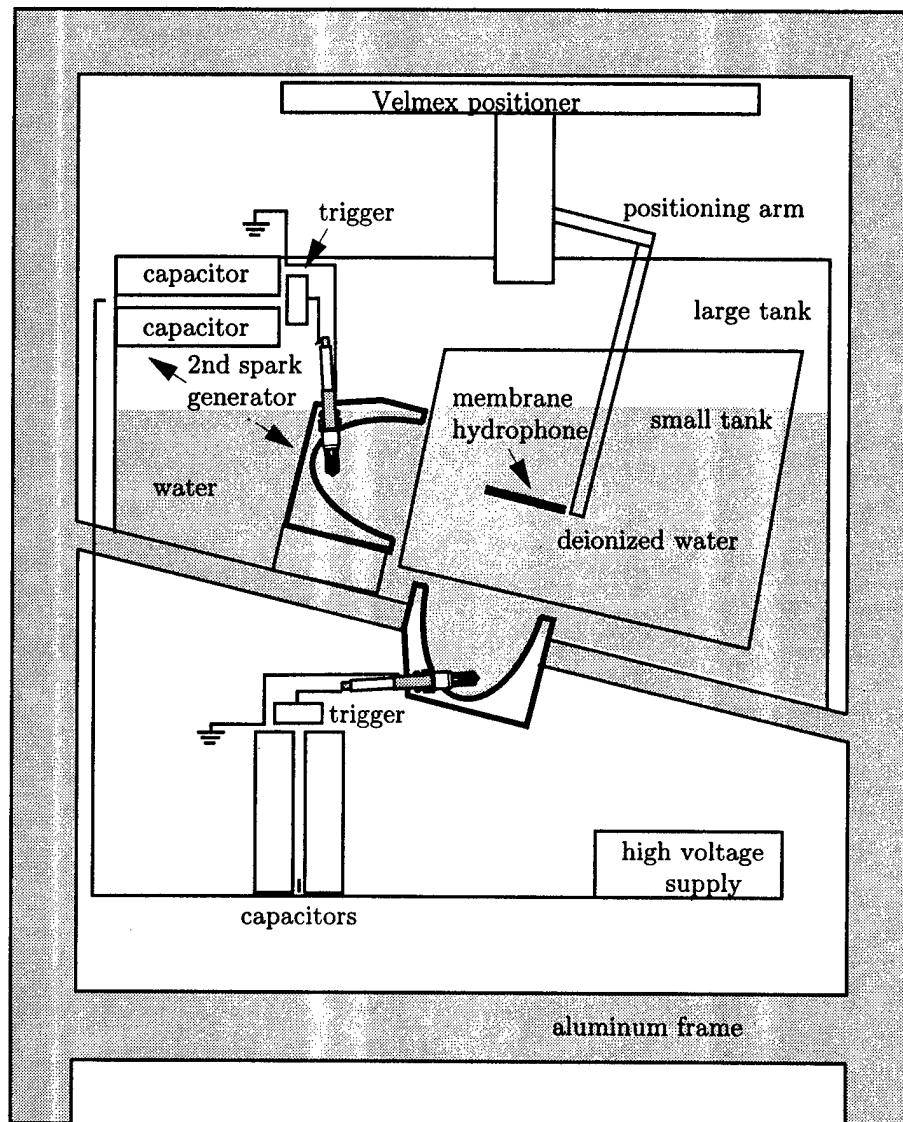 Velmex positioner
trigger
positioning arm
capacitor
large tank
capacitor
2nd spark
generator
membrane
hydrophone
small tank
water
deionized water
trigger
high voltage
supply
capacitors
aluminum frame